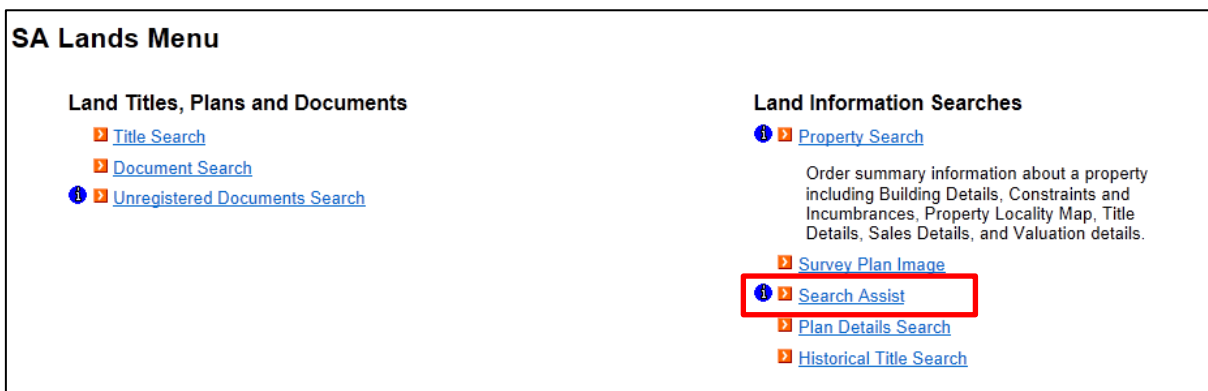 SA Lands Menu
Land Titles, Plans and Documents
Title Search
Document Search
Unregistered Documents Search
Land Information Searches
Property Search
Order summary information about a property
including Building Details, Constraints and
Incumbrances, Property Locality Map, Title
Details, Sales Details, and Valuation details.
Survey Plan Image
Search Assist
Plan Details Search
Historical Title Search